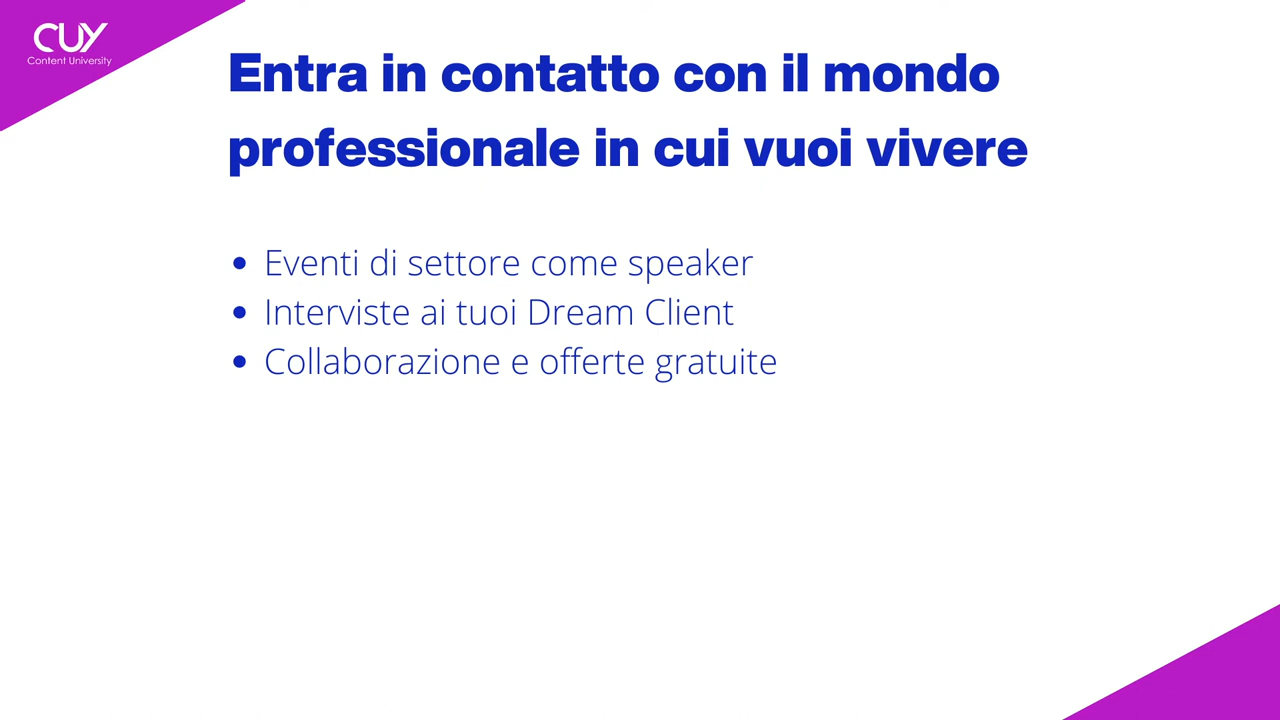 CUY
Content University
Entra in contatto con il mondo
professionale in cui vuoi vivere
• Eventi di settore come speaker
• Interviste ai tuoi Dream Client
• Collaborazione e offerte gratuite